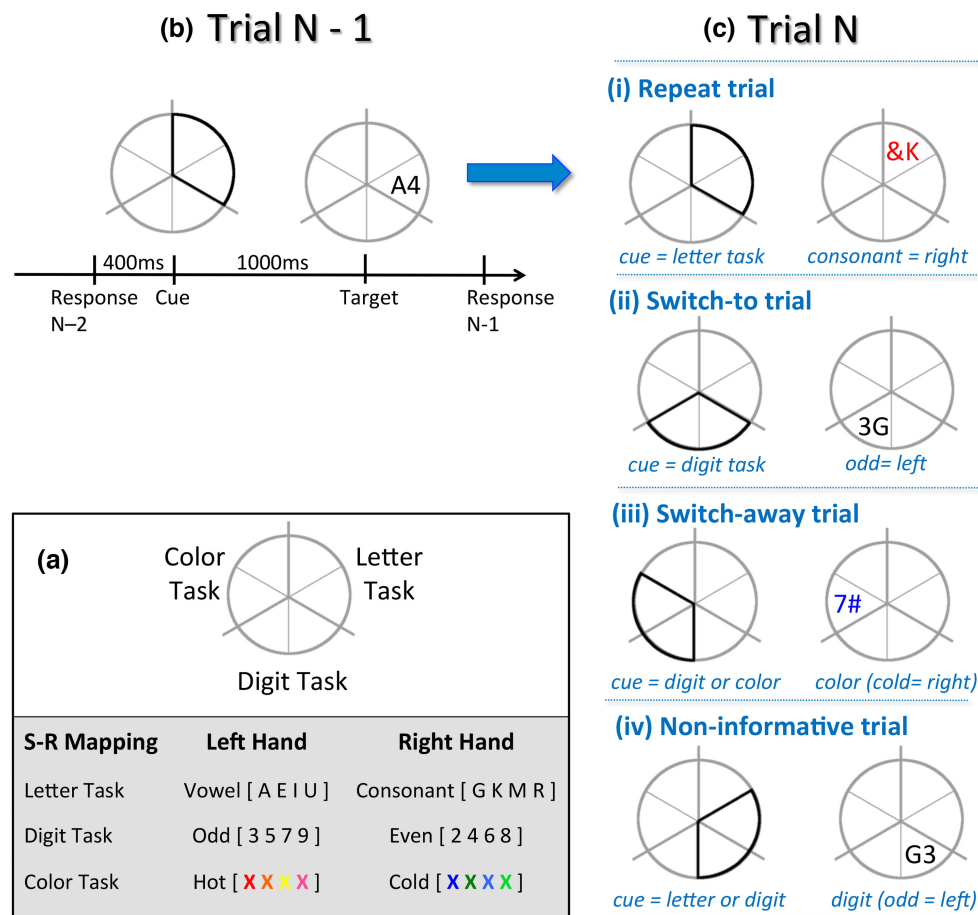 (b) Trial N - 1
A4
400ms
1000ms
Response
N–2
Cue
Target
Response
N-1
(a)
Color
Task
Letter
Task
Digit Task
S-R Mapping Left Hand Right Hand
Letter Task Vowel [ A E I U ] Consonant [ G K M R ]
Digit Task Odd [ 3 5 7 9 ] Even [ 2 4 6 8 ]
Color Task Hot [ X X X X ] Cold [ X X X X ]
(c) Trial N
(i) Repeat trial
&K
cue = letter task consonant = right
(ii) Switch-to trial
3G
cue = digit task odd= left
(iii) Switch-away trial
7#
cue = digit or color color (cold= right)
(iv) Non-informative trial
G3
cue = letter or digit digit (odd = left)